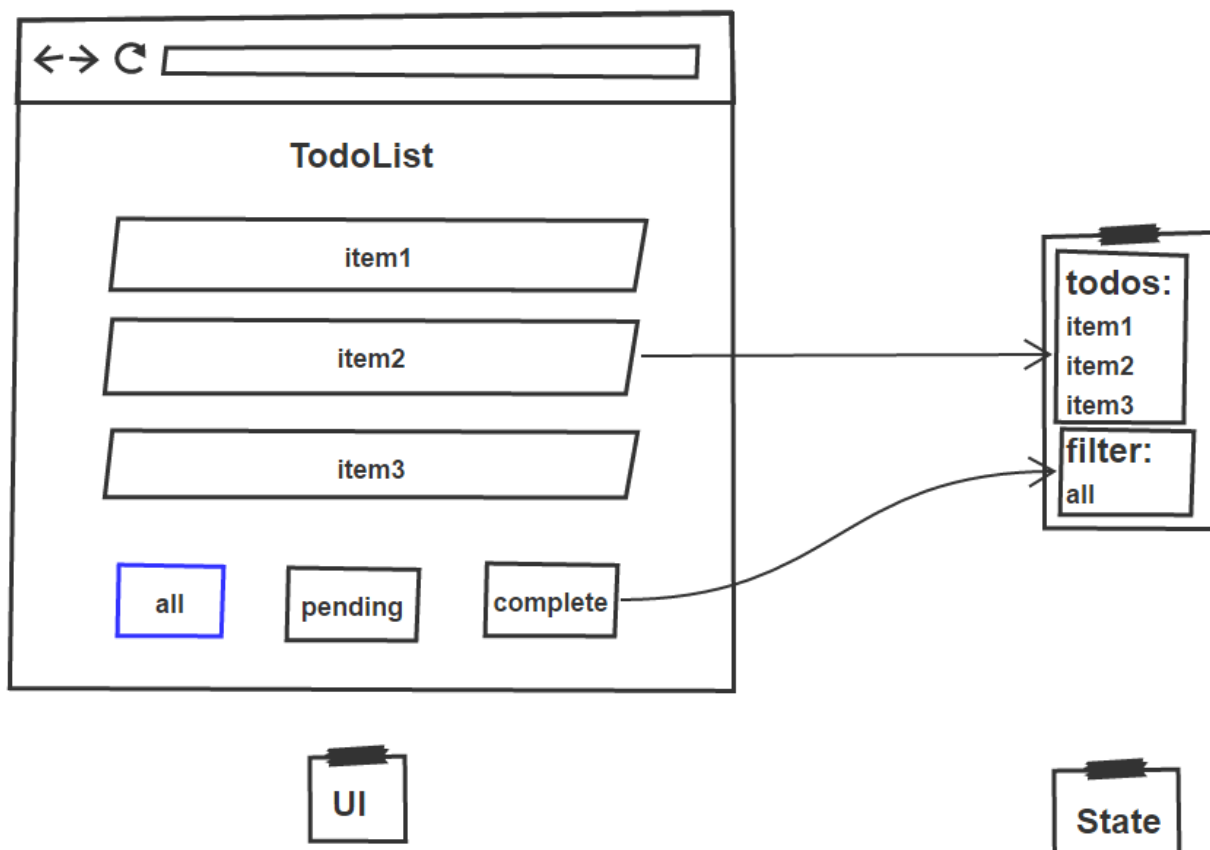 TodoList
item1
item2
item3
all
pending
complete
todos:
item1
item2
item3
filter:
all
UI
State